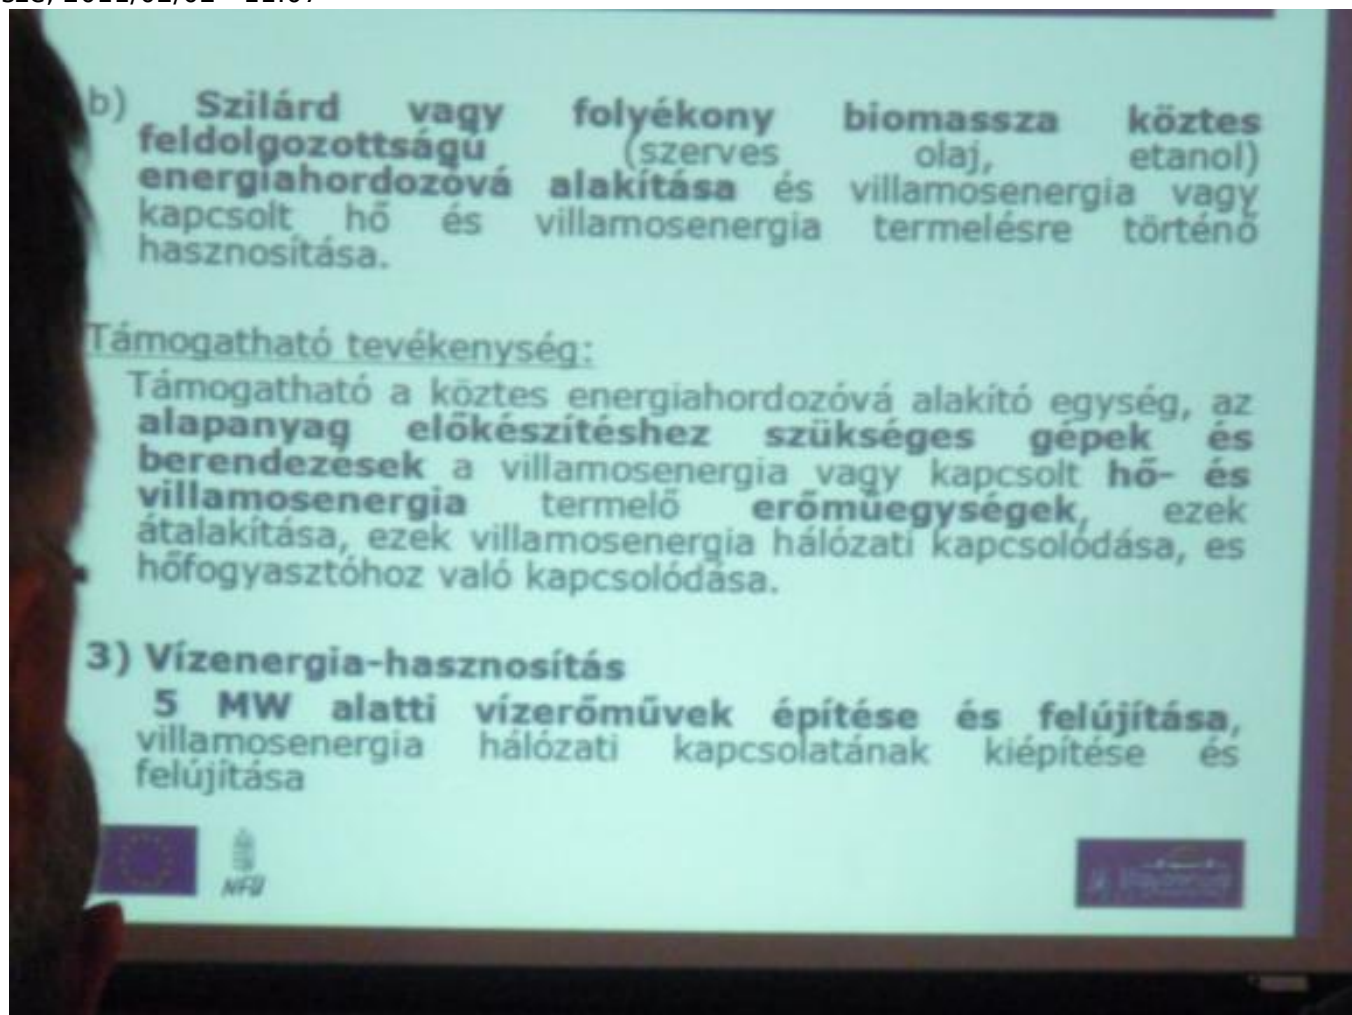 b) Szilárd vagy folyékony biomassza köztes
feldolgozottságú (szerves olaj, etanol)
energiahordozóvá alakítása és villamosenergia vagy
kapcsolt hő és villamosenergia termelésre történő
hasznosítása.
Támogatható tevékenység:
Támogatható a köztes energiahordozóvá alakító egység, az
alapanyag előkészítéshez szükséges gépek és
berendezések a villamosenergia vagy kapcsolt hő- és
villamosenergia termelő erőműegységek, ezek
átalakítása, ezek villamosenergia hálózati kapcsolódása, es
hőfogyasztóhoz való kapcsolódása.
3) Vízenergia-hasznosítás
5 MW alatti vízerőművek építése és felújítása,
villamosenergia hálózati kapcsolatának kiépítése és
felújítása
NFÜ